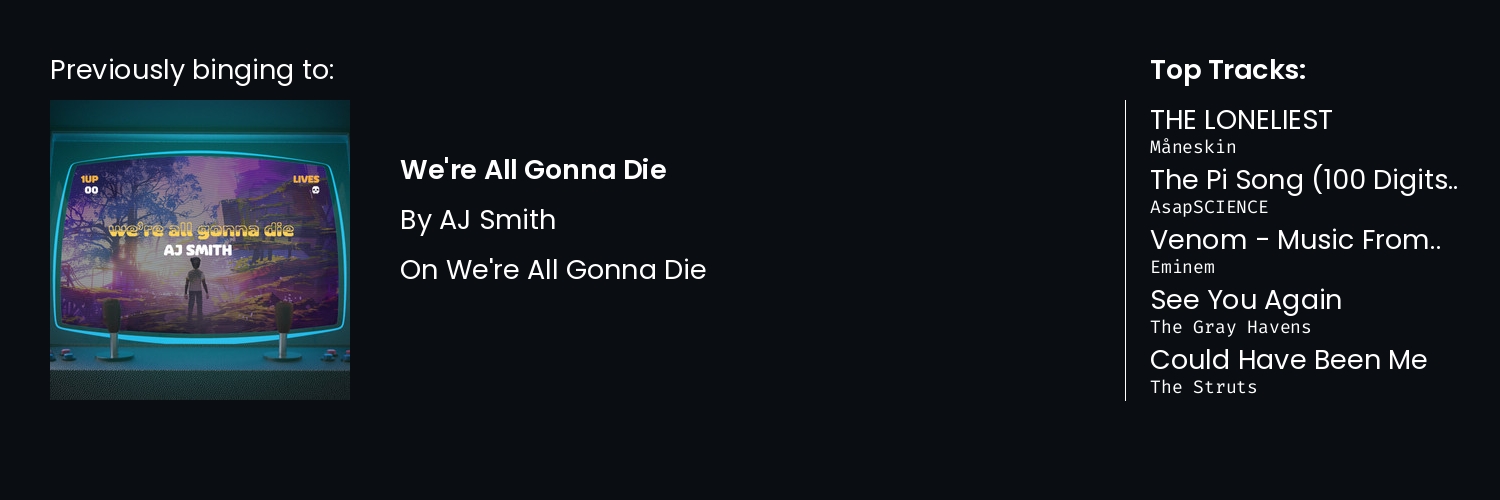 Previously binging to:
1UP
00
LIVES
we're all gonna die
AJ SMITH
We're All Gonna Die
By AJ Smith
On We're All Gonna Die
Top Tracks:
THE LONELIEST
Måneskin
The Pi Song (100 Digits..
AsapSCIENCE
Venom - Music From..
Eminem
See You Again
The Gray Havens
Could Have Been Me
The Struts